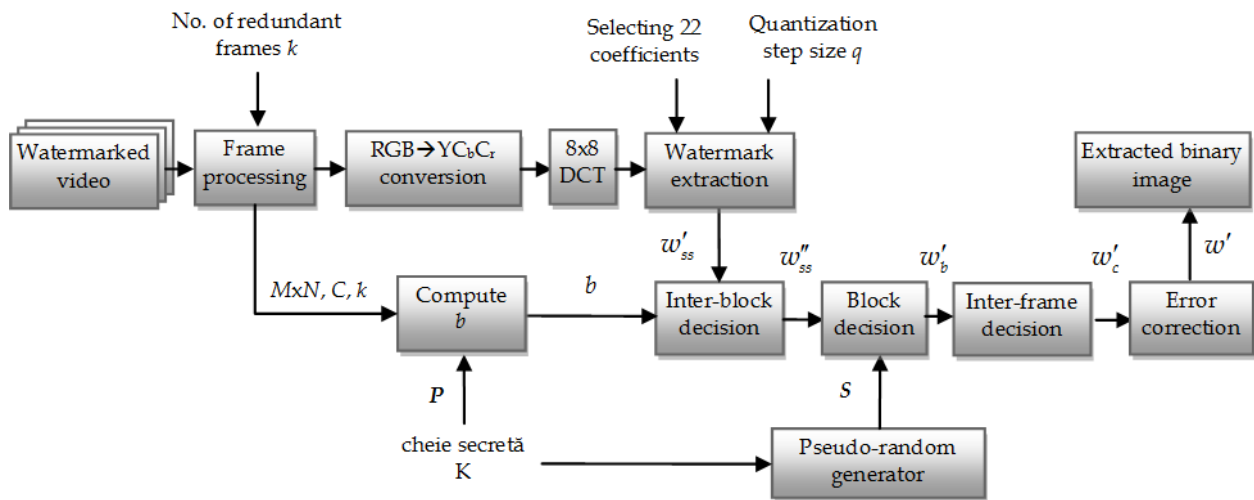 No. of redundant
frames k
Selecting 22
coefficients
Quantization
step size q
Watermarked
video
Frame
processing
RGB→YCbCr
conversion
8x8
DCT
Watermark
extraction
Extracted binary
image
w'ss
w''ss
w'b
w'c
w'
MxN, C, k
Compute
b
b
Inter-block
decision
Block
decision
Inter-frame
decision
Error
correction
P
S
cheie secretă
K
Pseudo-random
generator